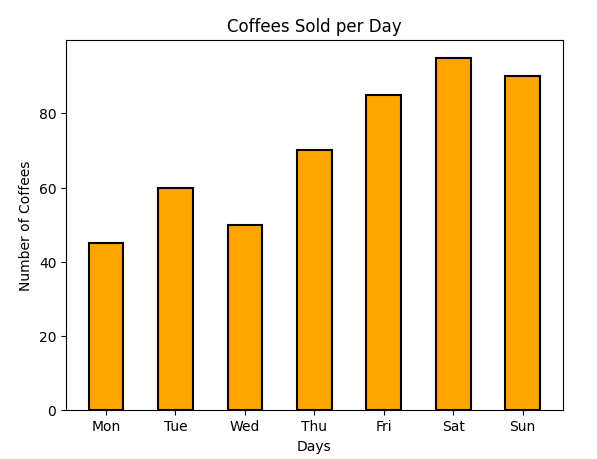 Coffees Sold per Day
Number of Coffees
80
60
40
20
0
Mon Tue Wed Thu Fri Sat Sun
Days